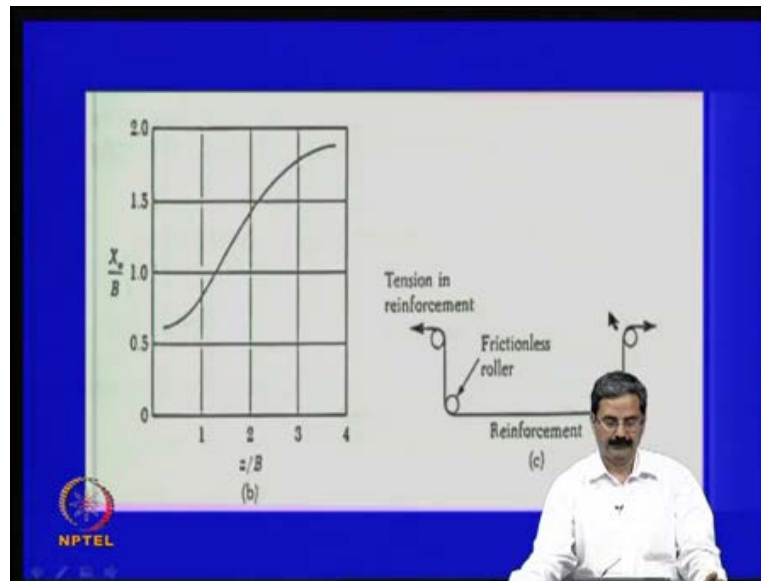 2.0
1.5
1.0
0.5
0
X₀
B
1 2 3 4
z/B
(b)
Tension in
reinforcement
Frictionless
roller
Reinforcement
(c)
NPTEL